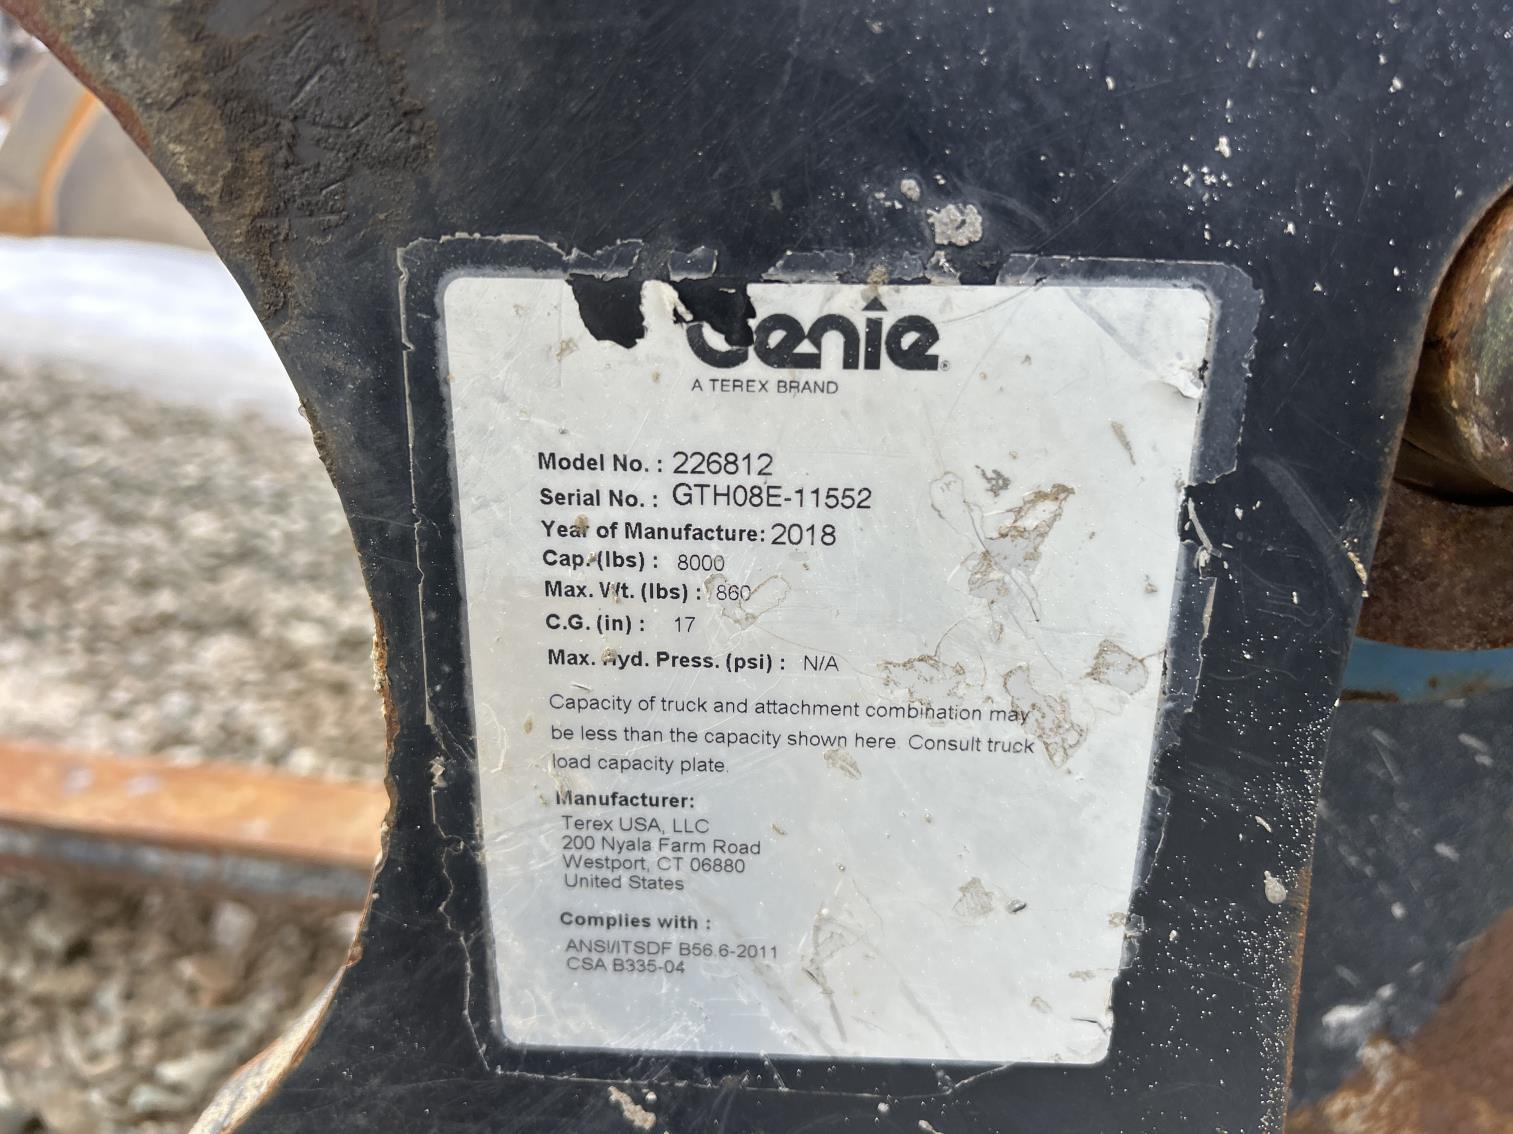 Genie®
A TEREX BRAND
Model No. : 226812
Serial No. : GTH08E-11552
Year of Manufacture: 2018
Cap. (lbs) : 8000
Max. Wt. (lbs) : 860
C.G. (in) : 17
Max. Hyd. Press. (psi) : N/A
Capacity of truck and attachment combination may
be less than the capacity shown here. Consult truck
load capacity plate.
Manufacturer:
Terex USA, LLC
200 Nyala Farm Road
Westport, CT 06880
United States
Complies with :
ANSI/ITSDF B56.6-2011
CSA B335-04